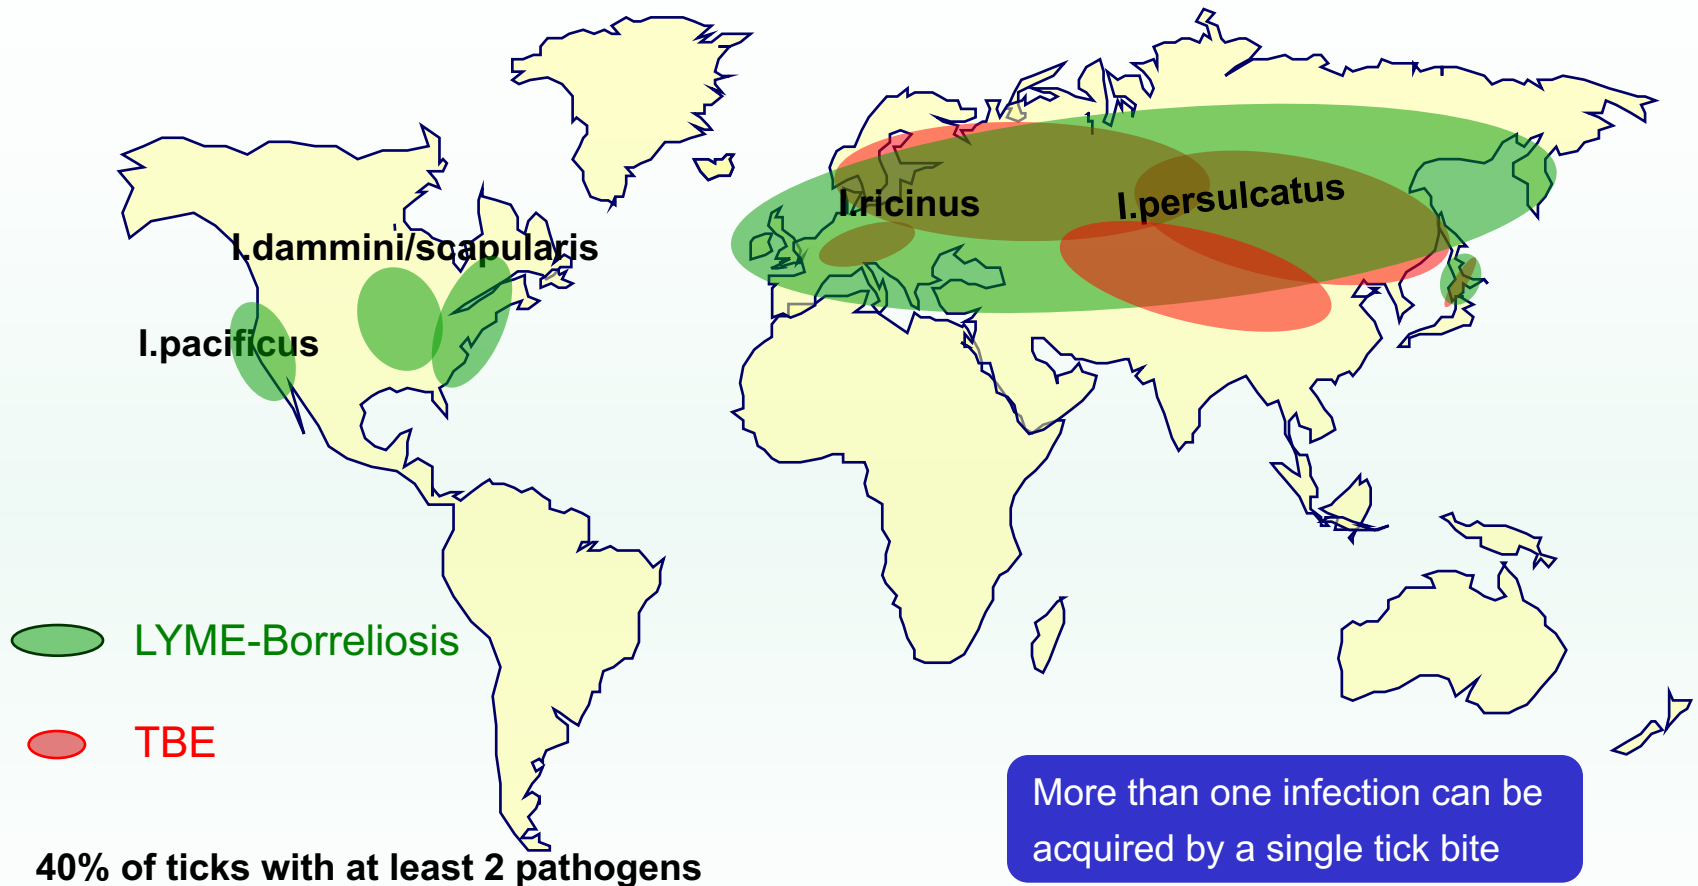 I.ricinus
I.persulcatus
I.dammini/scapularis
I.pacificus
LYME-Borreliosis
TBE
More than one infection can be
acquired by a single tick bite
40% of ticks with at least 2 pathogens